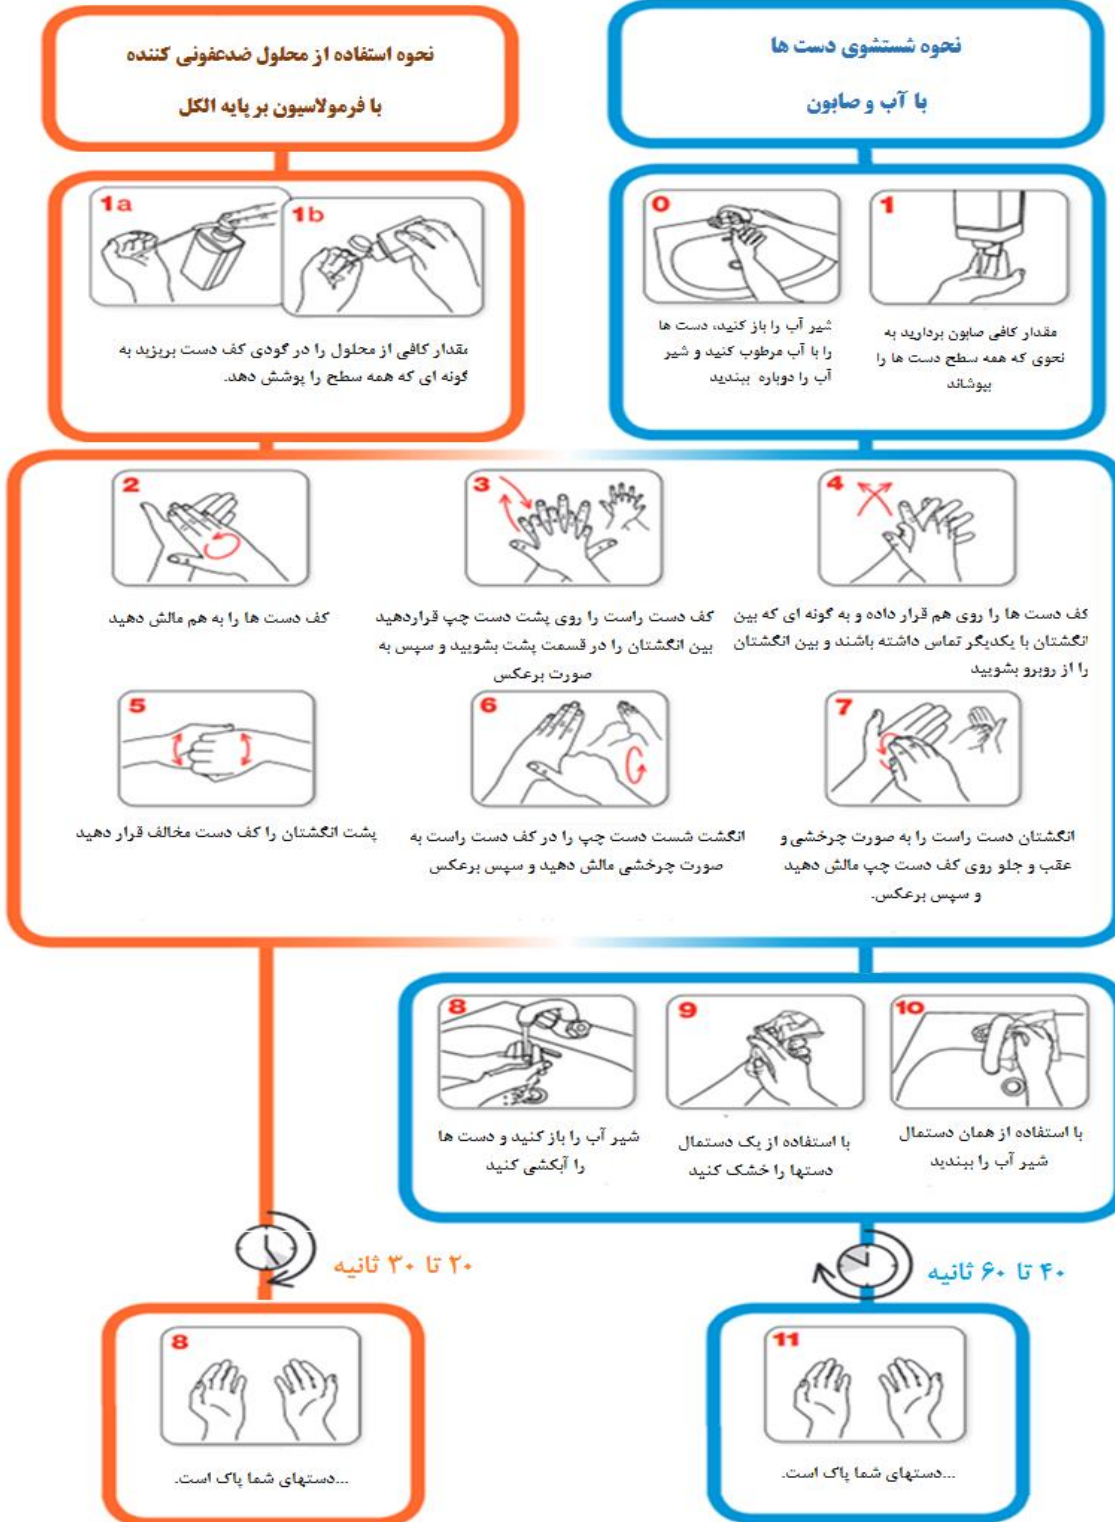 نحوه شستشوی دست ها
با آب و صابون
نحوه استفاده از محلول ضدعفونی کننده
با فرمولاسیون بر پایه الکل
0
شیر آب را باز کنید، دست ها
را با آب مرطوب کنید و شیر
آب را دوباره ببندید
1
مقدار کافی صابون بردارید به
نحوی که همه سطح دست ها را
بپوشاند
1a
1b
مقدار کافی از محلول را در گودی کف دست بریزید به
گونه ای که همه سطح را پوشش دهد.
2
کف دست ها را به هم مالش دهید
3
کف دست راست را روی پشت دست چپ قراردهید
بین انگشتان را در قسمت پشت بشویید و سپس به
صورت برعکس
4
کف دست ها را روی هم قرار داده و به گونه ای که بین
انگشتان با یکدیگر تماس داشته باشند و بین انگشتان
را از روبرو بشویید
5
پشت انگشتان را کف دست مخالف قرار دهید
6
انگشت شست دست چپ را در کف دست راست به
صورت چرخشی مالش دهید و سپس برعکس
7
انگشتان دست راست را به صورت چرخشی و
عقب و جلو روی کف دست چپ مالش دهید
و سپس برعکس.
8
شیر آب را باز کنید و دست ها
را آبکشی کنید
9
با استفاده از یک دستمال
دستها را خشک کنید
10
با استفاده از همان دستمال
شیر آب را ببندید
۴۰ تا ۶۰ ثانیه
۲۰ تا ۳۰ ثانیه
11
...دستهای شما پاک است.
8
...دستهای شما پاک است.